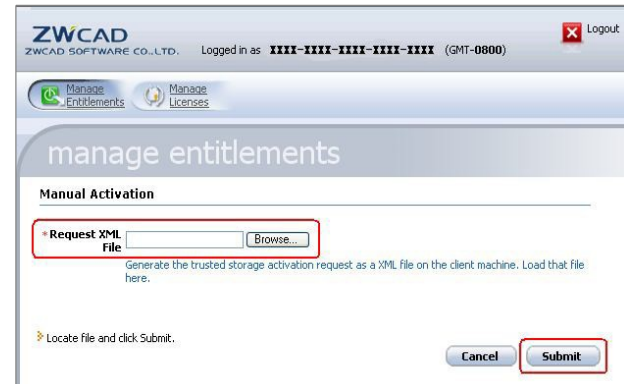 ZWCAD
ZWCAD SOFTWARE CO.,LTD.
Logged in as XXXX-XXXX-XXXX-XXXX-XXXX (GMT-0800)
Logout
Manage Entitlements
Manage Licenses
manage entitlements
Manual Activation
*Request XML File
Browse...
Generate the trusted storage activation request as a XML file on the client machine. Load that file
here.
Locate file and click Submit.
Cancel
Submit